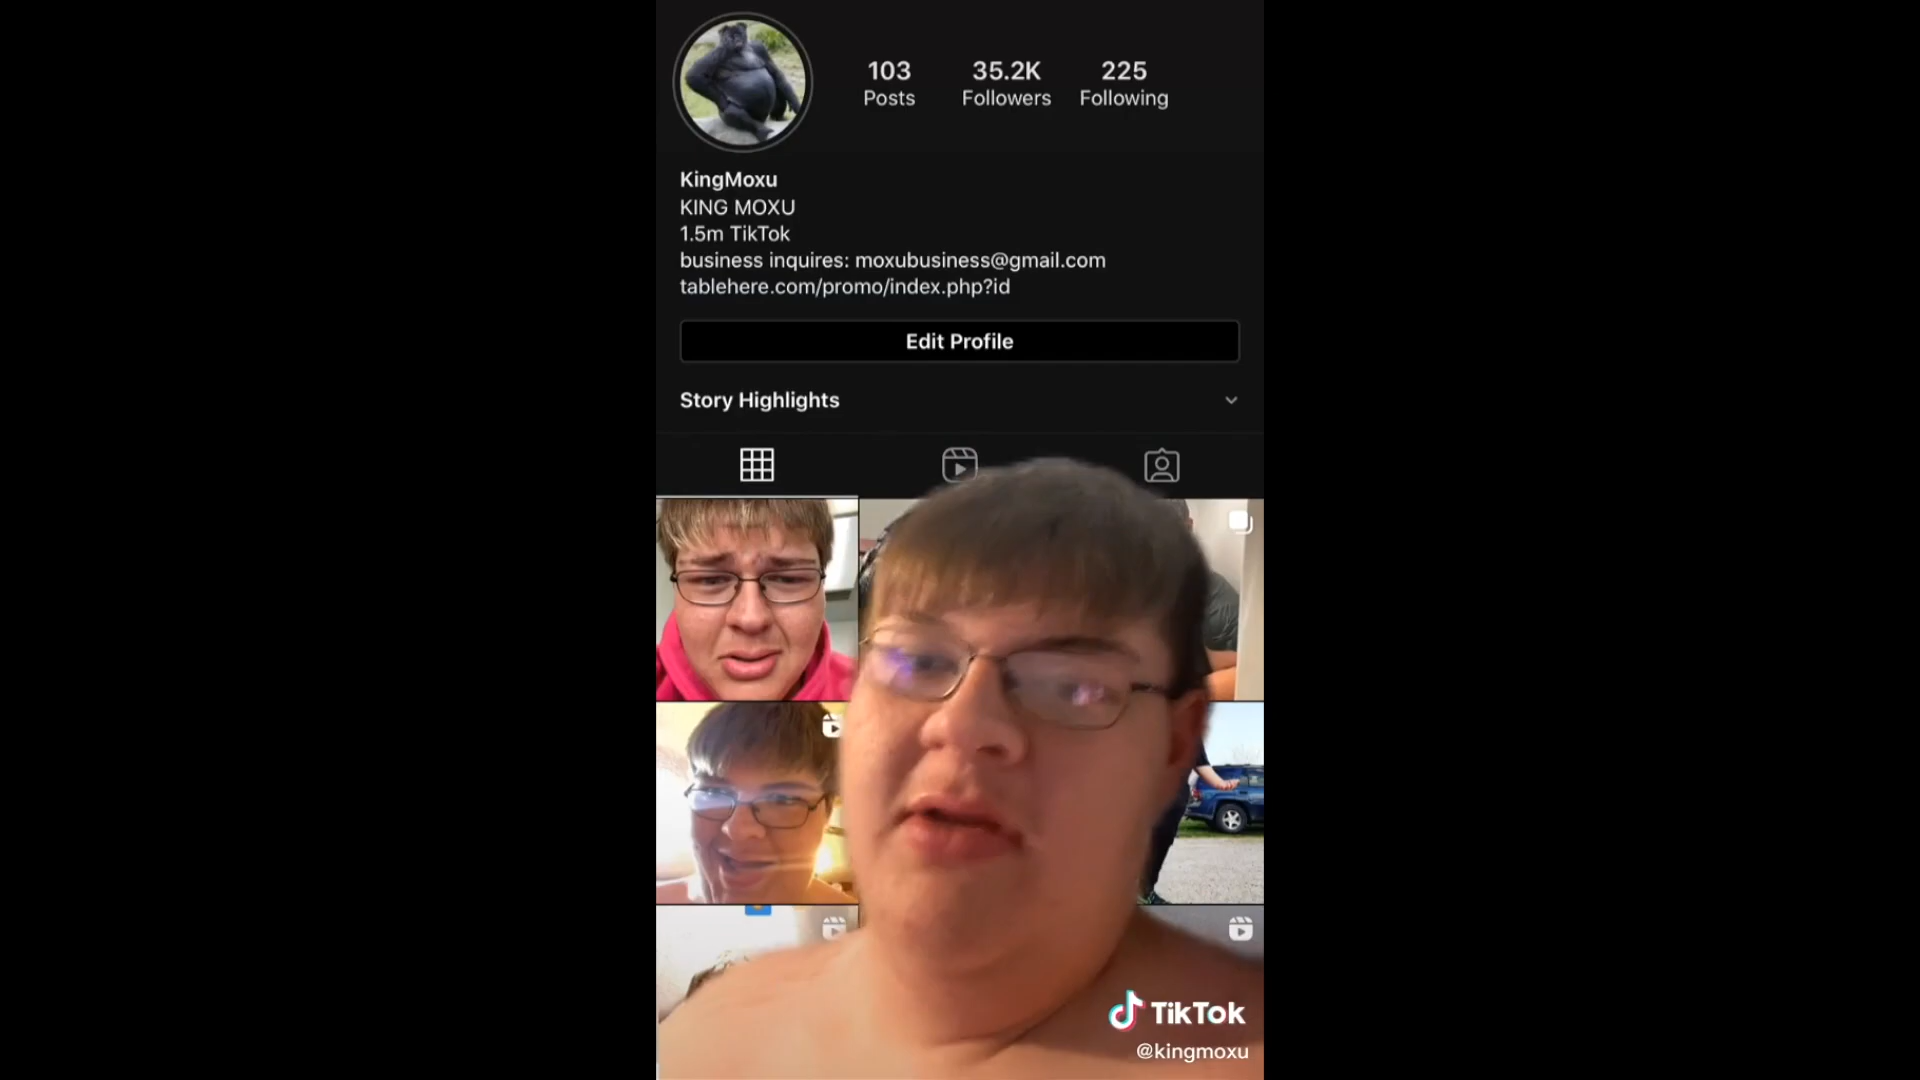 103 35.2K 225
Posts Followers Following
KingMoxu
KING MOXU
1.5m TikTok
business inquires: moxubusiness@gmail.com
tablehere.com/promo/index.php?id
Edit Profile
Story Highlights
TikTok
@kingmoxu